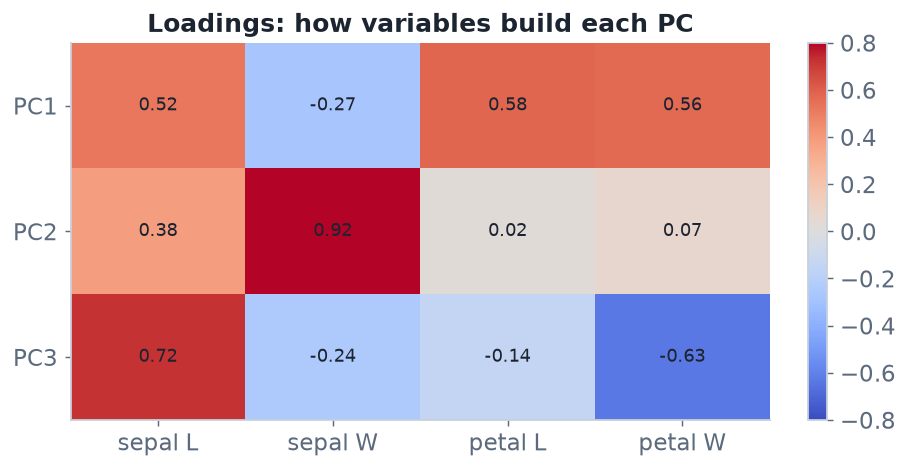 Loadings: how variables build each PC
PC1 0.52 -0.27 0.58 0.56
PC2 0.38 0.92 0.02 0.07
PC3 0.72 -0.24 -0.14 -0.63
sepal L sepal W petal L petal W
0.8
0.6
0.4
0.2
0.0
−0.2
−0.4
−0.6
−0.8